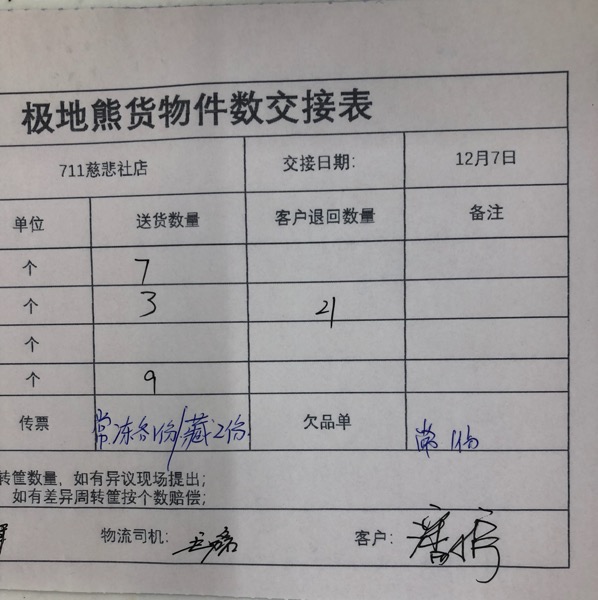 极地熊货物件数交接表
711慈悲社店 交接日期: 12月7日
单位 送货数量 客户退回数量 备注
个 7
个 3 21
个
个 9
传票 常冻各1份/藏2份. 欠品单 常1份
转筐数量，如有异议现场提出；
如有差异周转筐按个数赔偿；
物流司机: 客户: